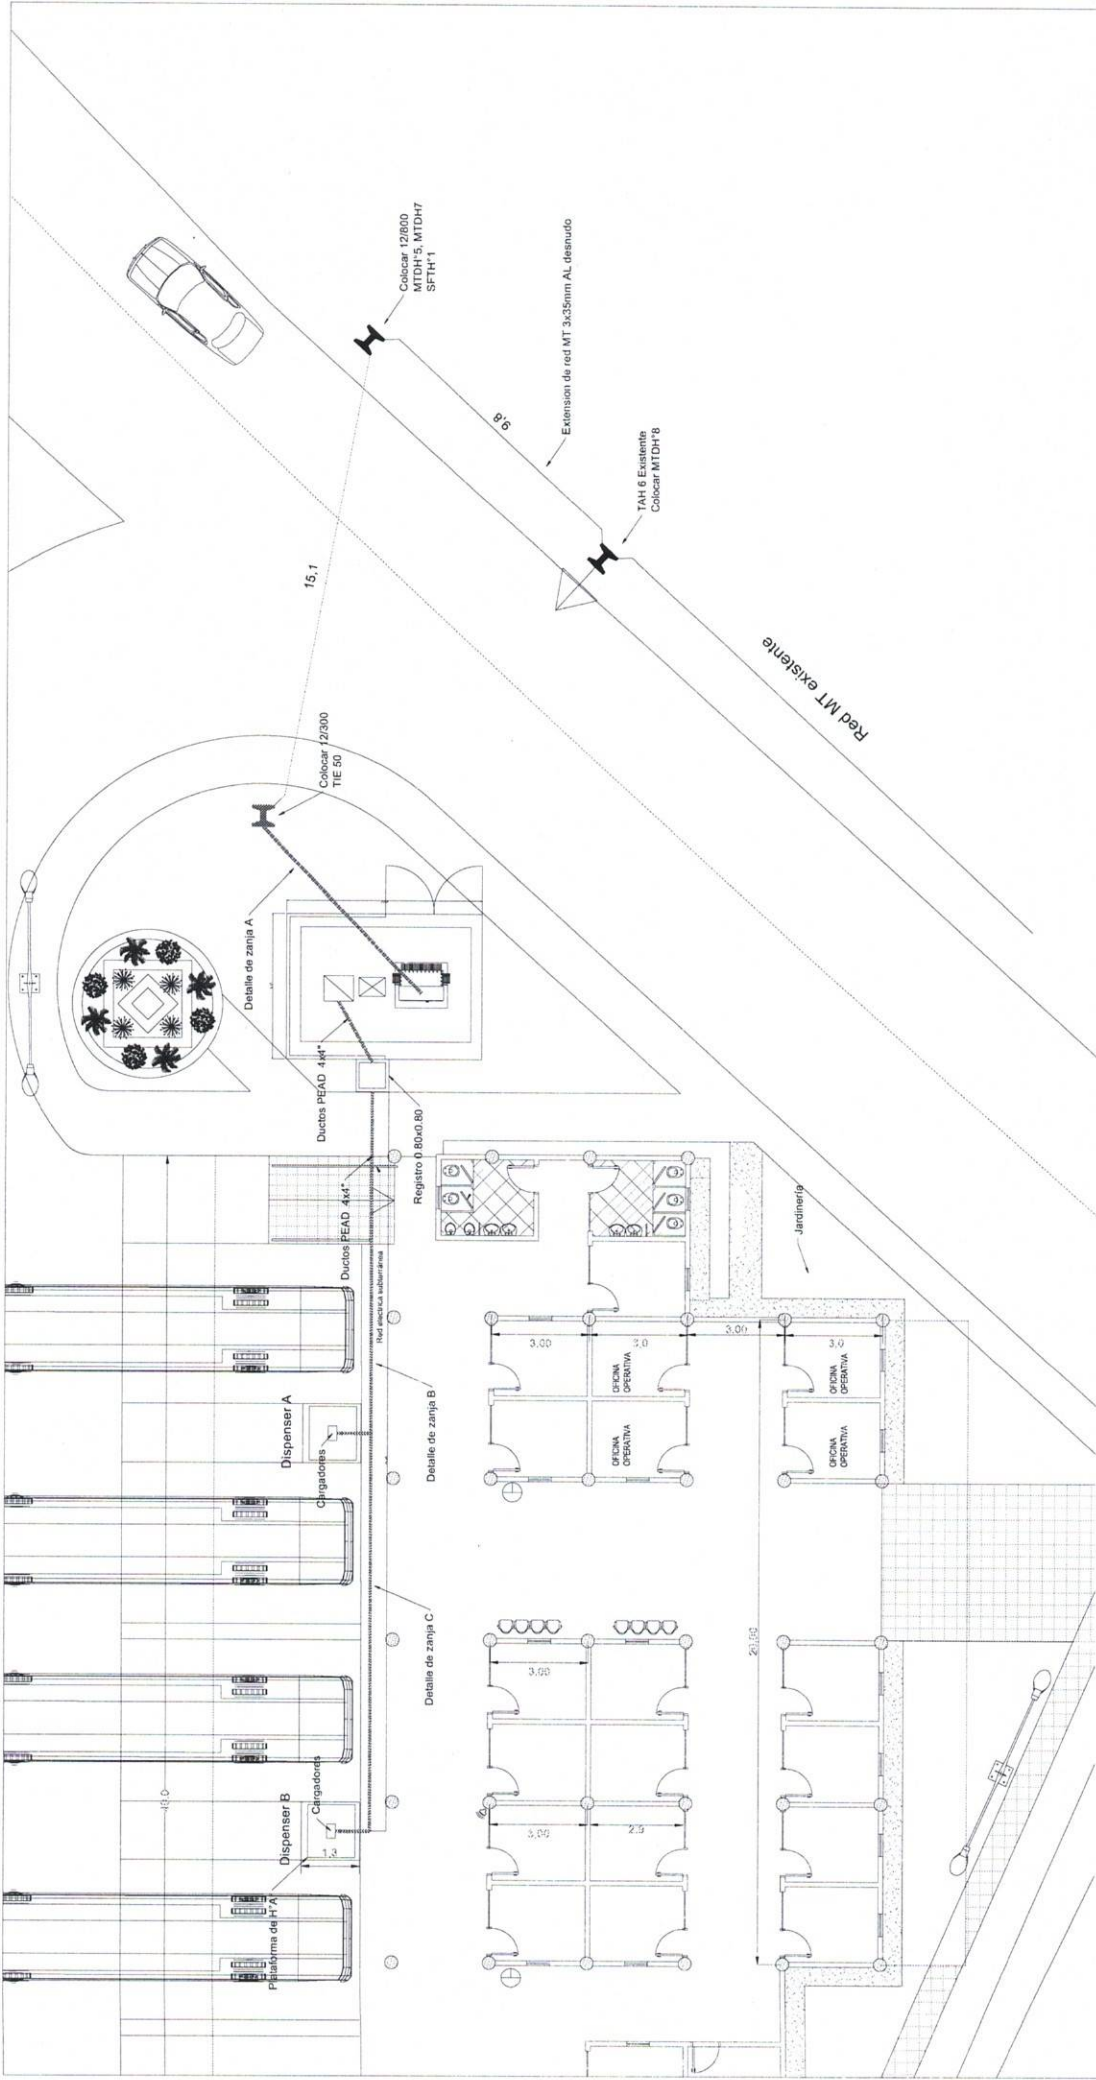 Colocar 12/800
MTDH°5, MTDH7
SFTH°1
9,8
Extension de red MT 3x35mm AL desnudo
TAH 6 Existente
Colocar MTDH°8
Red MT existente
15,1
Colocar 12/300
TIE 50
Detalle de zanja A
Ductos PEAD 4x4"
Registro 0.80x0.80
Ductos PEAD 4x4"
Red electrica subterránea
Detalle de zanja B
Dispenser A
Cargadores
Detalle de zanja C
Dispenser B
Cargadores
1,3
Plataforma de H°A°
Jardinería
3,00
3,0
3,00
3,0
OFICINA
OPERATIVA
OFICINA
OPERATIVA
OFICINA
OPERATIVA
OFICINA
OPERATIVA
20,00
3,00
3,00
2,9